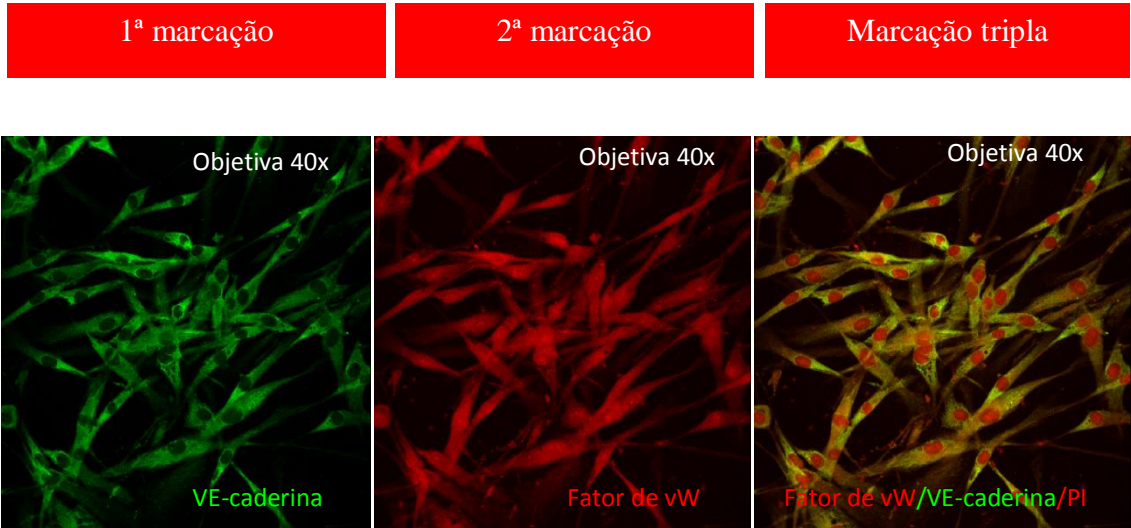 1ª marcação
2ª marcação
Marcação tripla
Objetiva 40x
Objetiva 40x
Objetiva 40x
VE-caderina
Fator de vW
Fator de vW/VE-caderina/PI